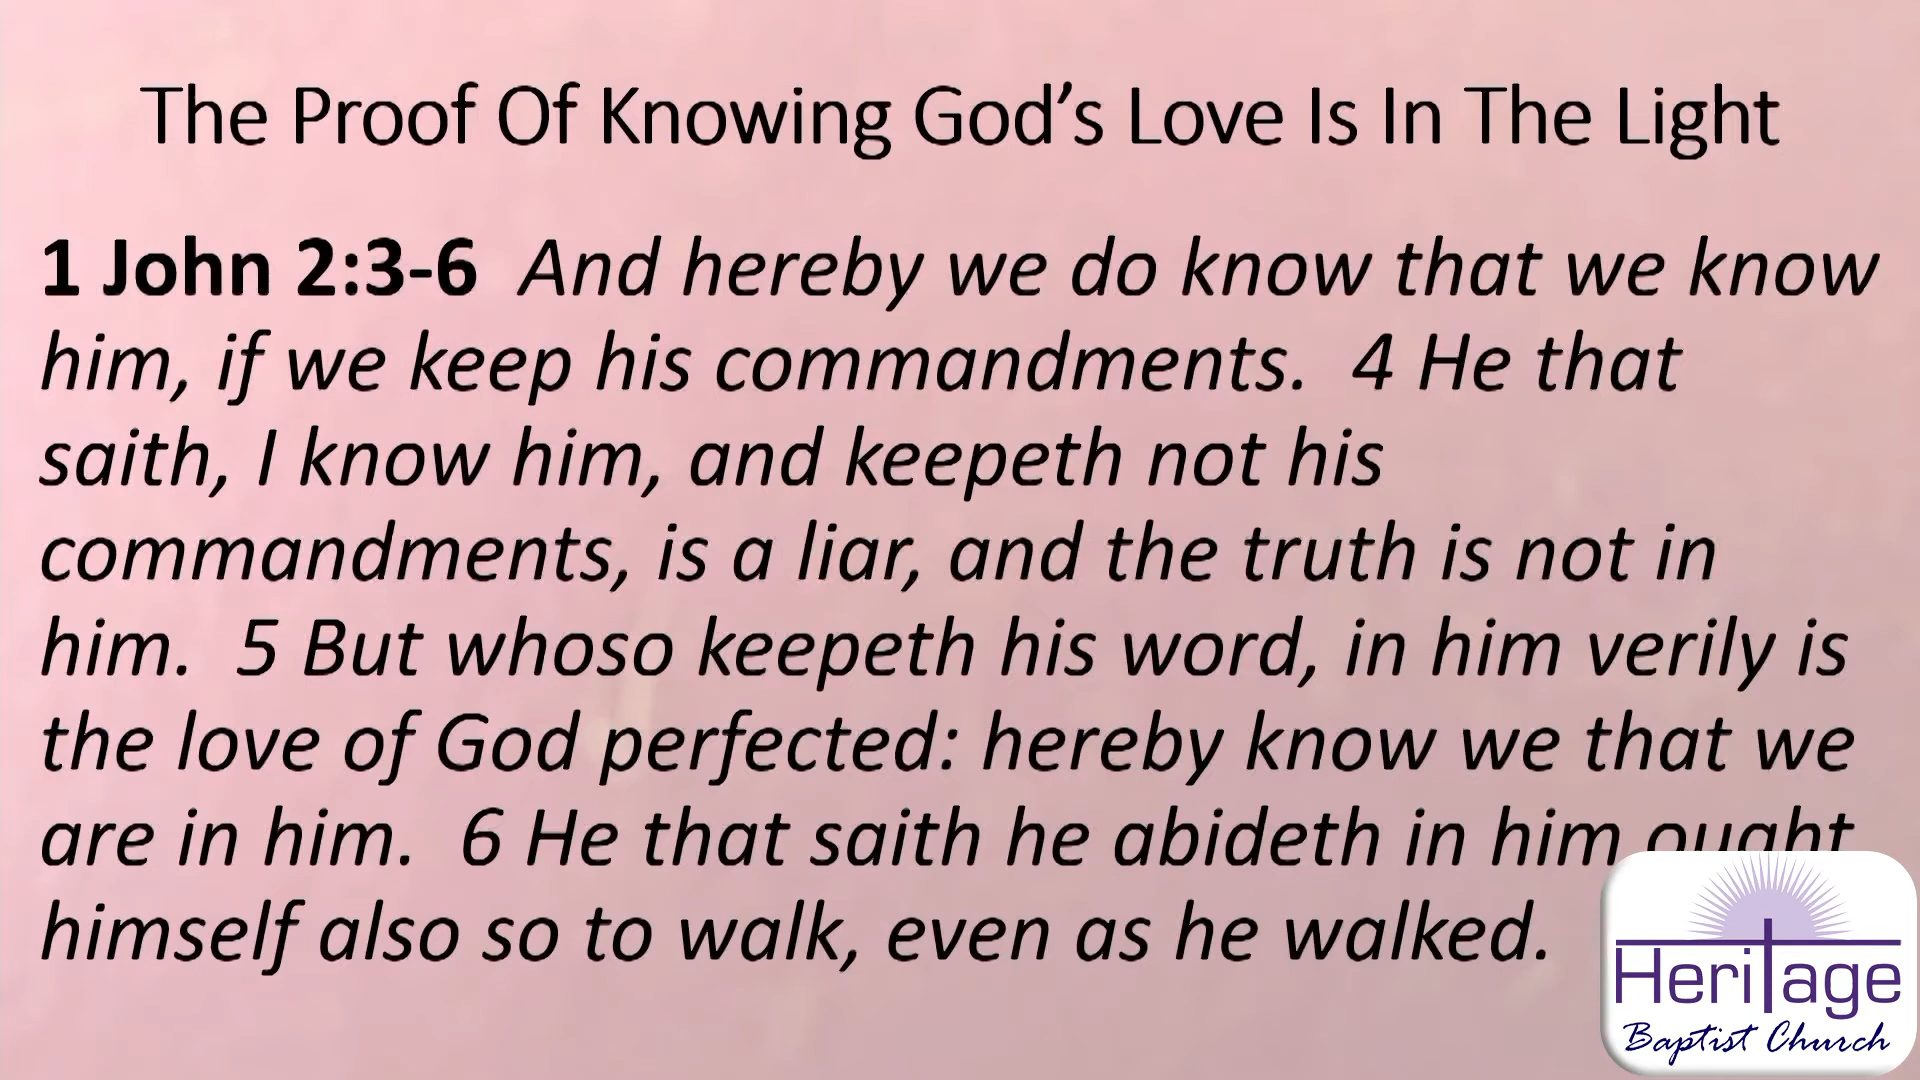 The Proof Of Knowing God’s Love Is In The Light
1 John 2:3-6 And hereby we do know that we know
him, if we keep his commandments. 4 He that
saith, I know him, and keepeth not his
commandments, is a liar, and the truth is not in
him. 5 But whoso keepeth his word, in him verily is
the love of God perfected: hereby know we that we
are in him. 6 He that saith he abideth in him ought
himself also so to walk, even as he walked.
Heritage
Baptist Church